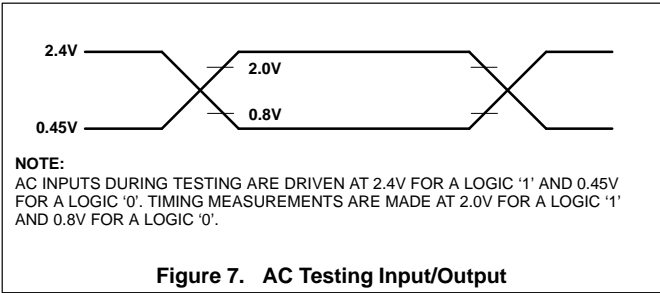 2.4V
2.0V
0.8V
0.45V
NOTE:
AC INPUTS DURING TESTING ARE DRIVEN AT 2.4V FOR A LOGIC ‘1’ AND 0.45V
FOR A LOGIC ‘0’. TIMING MEASUREMENTS ARE MADE AT 2.0V FOR A LOGIC ‘1’
AND 0.8V FOR A LOGIC ‘0’.
Figure 7. AC Testing Input/Output